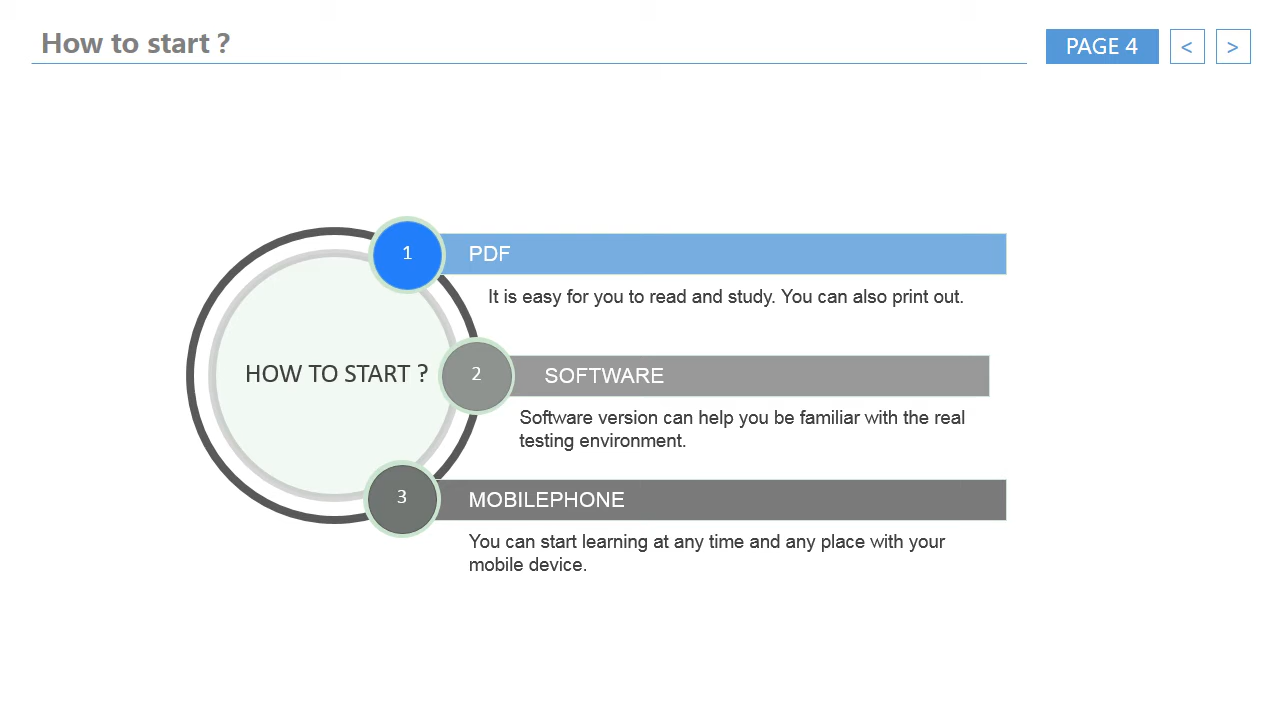 How to start ?
PAGE 4
<
>
1
PDF
It is easy for you to read and study. You can also print out.
HOW TO START ?
2
SOFTWARE
Software version can help you be familiar with the real
testing environment.
3
MOBILEPHONE
You can start learning at any time and any place with your
mobile device.